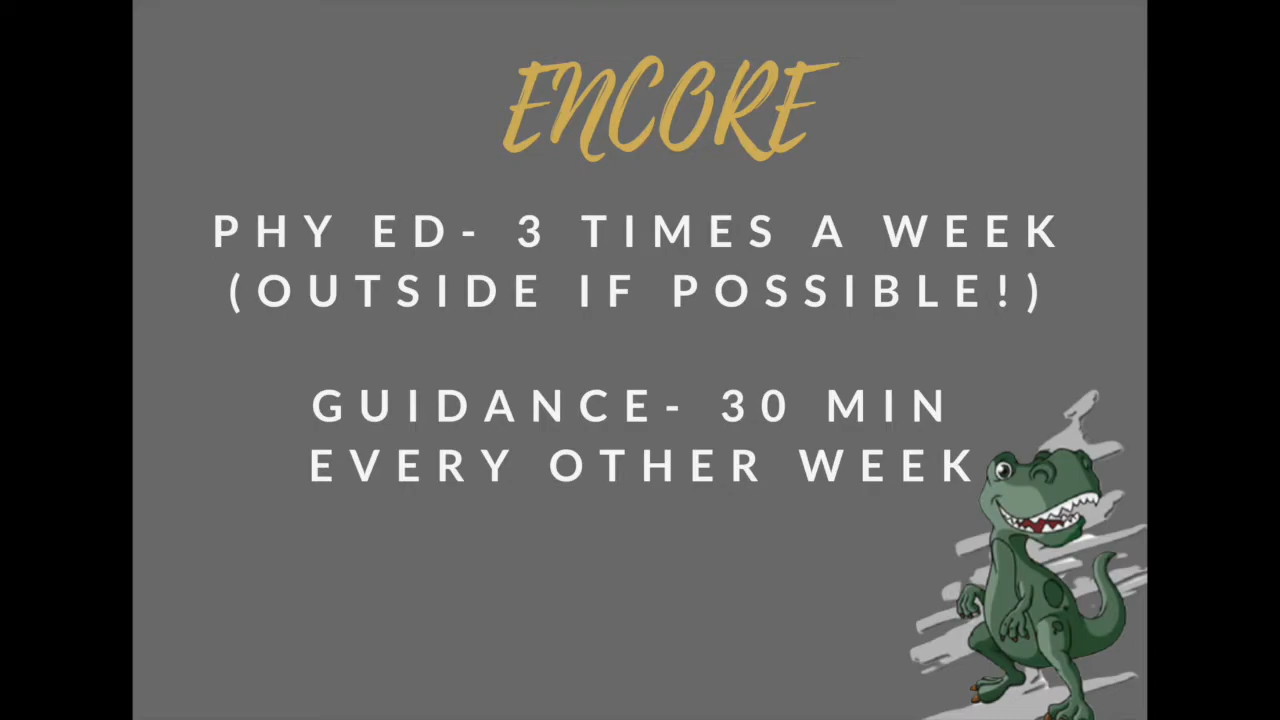 ENCORE
PHY ED- 3 TIMES A WEEK
(OUTSIDE IF POSSIBLE!)
GUIDANCE- 30 MIN
EVERY OTHER WEEK